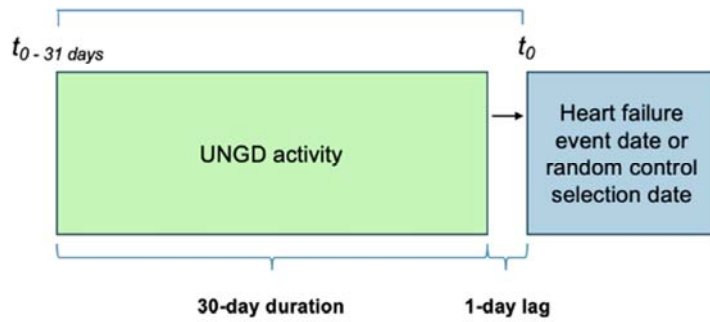 t0 - 31 days
t0
UNGD activity
Heart failure
event date or
random control
selection date
30-day duration
1-day lag